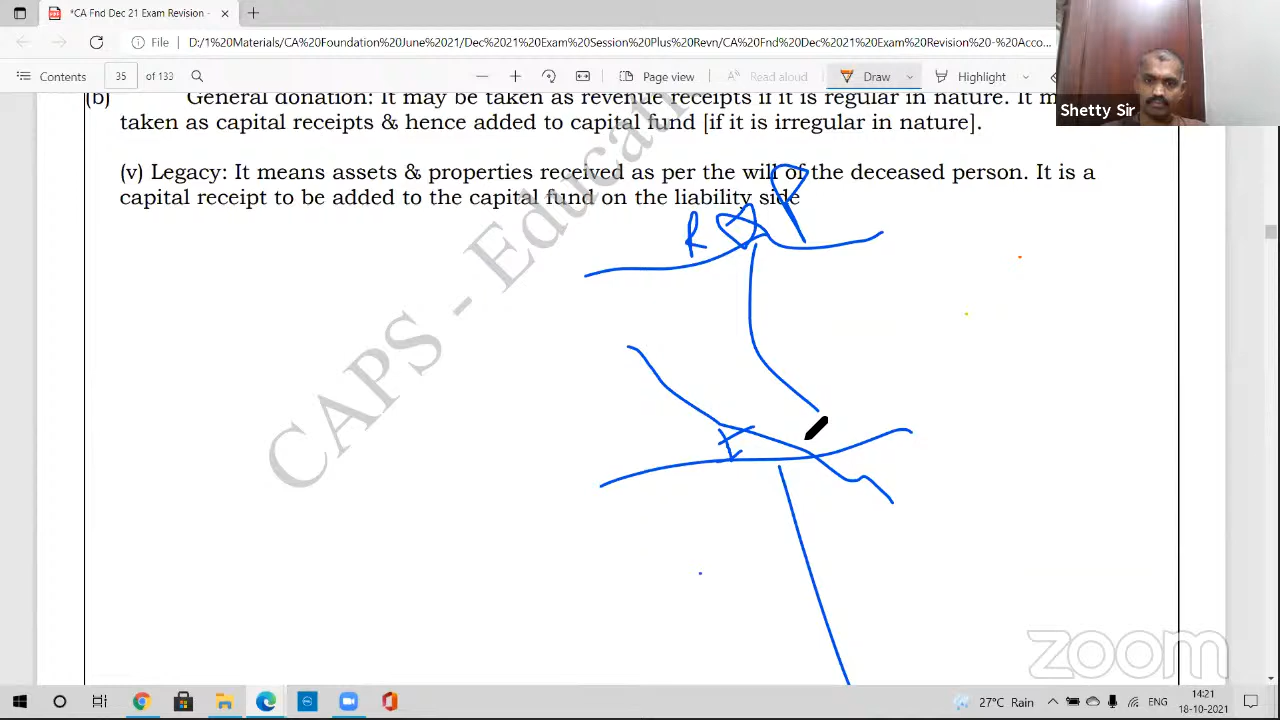 *CA Fnd Dec 21 Exam Revision -
File D:/1%20Materials/CA%20Foundation%20June%2021/Dec%2021%20Exam%20Session%20Plus%20Revn/CA%20Fnd%20Dec%2021%20Exam%20Revision%20-%20Acco...
Contents 35 of 133 Page view Read aloud Draw Highlight
Shetty Sir
(b) General donation: It may be taken as revenue receipts if it is regular in nature. It m
taken as capital receipts & hence added to capital fund [if it is irregular in nature].
(v) Legacy: It means assets & properties received as per the will of the deceased person. It is a
capital receipt to be added to the capital fund on the liability side
R & P
CAPS - Educati
zoom
27°C Rain ENG 14:21
18-10-2021